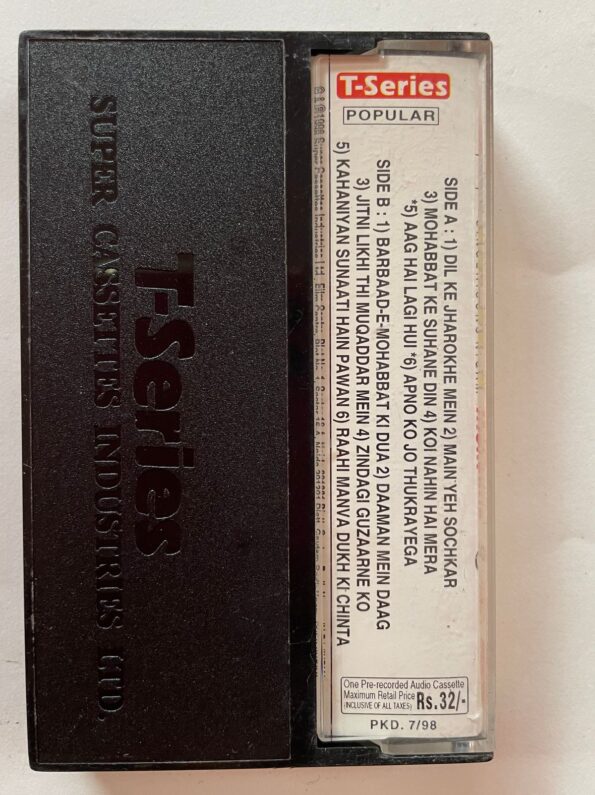 T-Series
SUPER CASSETTES INDUSTRIES LTD.
T-Series
POPULAR
SIDE A : 1) DIL KE JHAROKHE MEIN 2) MAIN YEH SOCHKAR
3) MOHABBAT KE SUHANE DIN 4) KOI NAHIN HAI MERA
*5) AAG HAI LAGI HUI *6) APNO KO JO THUKRAYEGA
SIDE B : 1) BARBAAD-E-MOHABBAT KI DUA 2) DAAMAN MEIN DAAG
3) JITNI LIKHI THI MUQADDAR MEIN 4) ZINDAGI GUZAARNE KO
5) KAHANIYAN SUNAATI HAIN PAWAN 6) RAAHI MANVA DUKH KI CHINTA
One Pre-recorded Audio Cassette
Maximum Retail Price Rs.32/-
(INCLUSIVE OF ALL TAXES)
PKD. 7/98